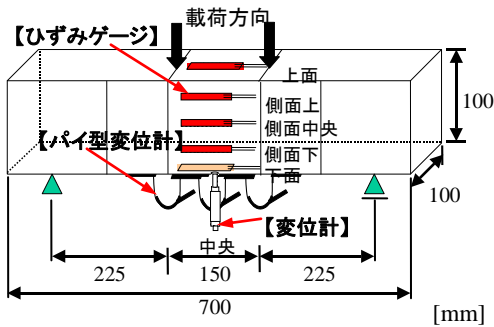 載荷方向
【ひずみゲージ】
上面
側面上
側面中央
側面下
下面
100
100
【パイ型変位計】
【変位計】
中央
225
150
225
700
[mm]